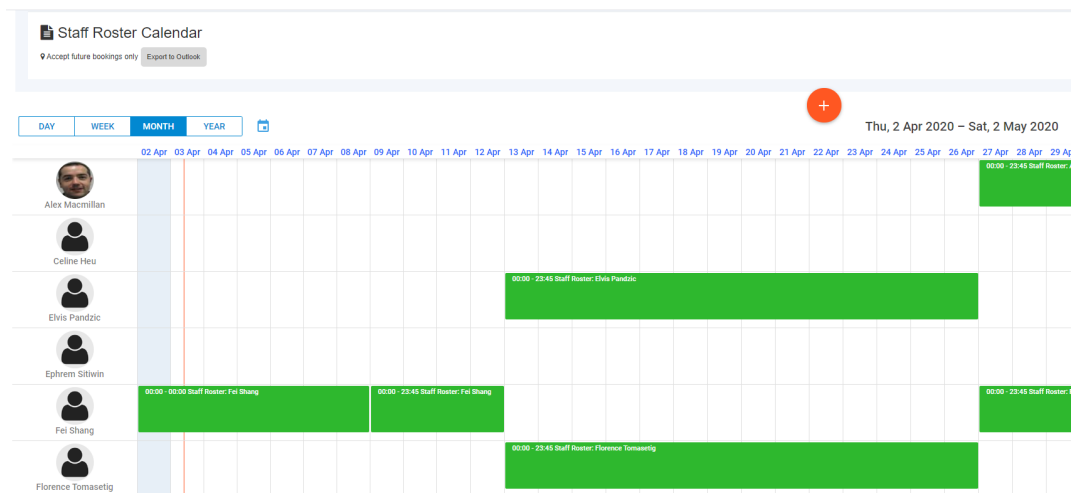 Staff Roster Calendar
Accept future bookings only Export to Outlook
+
DAY WEEK MONTH YEAR Thu, 2 Apr 2020 – Sat, 2 May 2020
02 Apr 03 Apr 04 Apr 05 Apr 06 Apr 07 Apr 08 Apr 09 Apr 10 Apr 11 Apr 12 Apr 13 Apr 14 Apr 15 Apr 16 Apr 17 Apr 18 Apr 19 Apr 20 Apr 21 Apr 22 Apr 23 Apr 24 Apr 25 Apr 26 Apr 27 Apr 28 Apr 29 Ap
00:00 - 23:45 Staff Roster:
Alex Macmillan
Celine Heu
00:00 - 23:45 Staff Roster: Elvis Pandzic
Elvis Pandzic
Ephrem Sitiwin
00:00 - 00:00 Staff Roster: Fei Shang 00:00 - 23:45 Staff Roster: Fei Shang 00:00 - 23:45 Staff Roster:
Fei Shang
00:00 - 23:45 Staff Roster: Florence Tomasetig
Florence Tomasetig